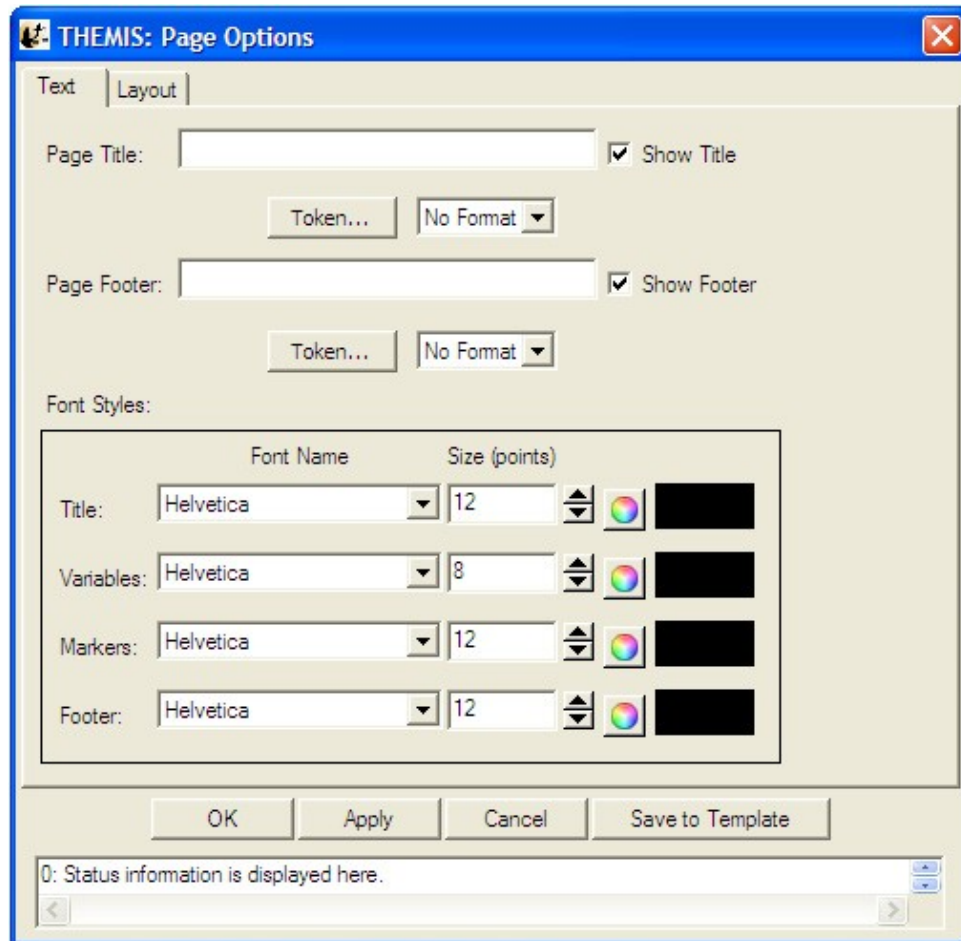 THEMIS: Page Options
Text Layout
Page Title: Show Title
Token... No Format
Page Footer: Show Footer
Token... No Format
Font Styles:
Font Name Size (points)
Title: Helvetica 12
Variables: Helvetica 8
Markers: Helvetica 12
Footer: Helvetica 12
OK Apply Cancel Save to Template
0: Status information is displayed here.